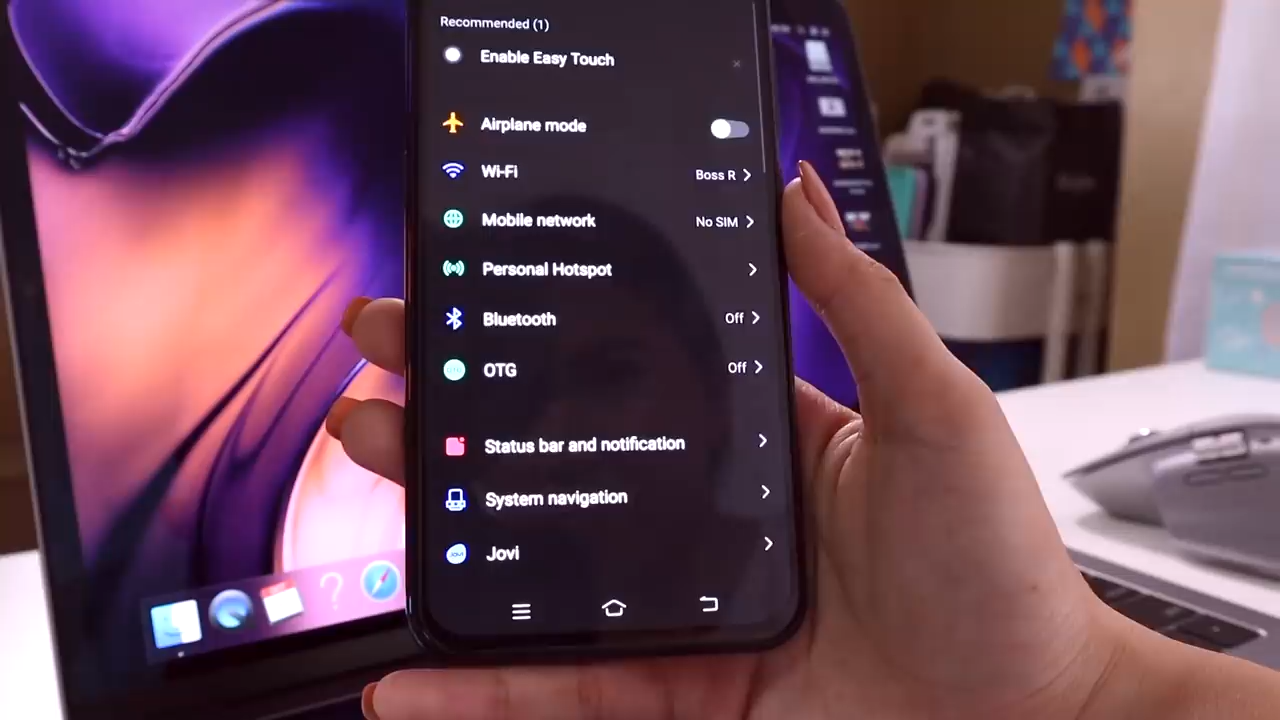 Recommended (1)
Enable Easy Touch
Airplane mode
Wi-Fi Boss R
Mobile network No SIM
Personal Hotspot
Bluetooth Off
OTG Off
Status bar and notification
System navigation
Jovi